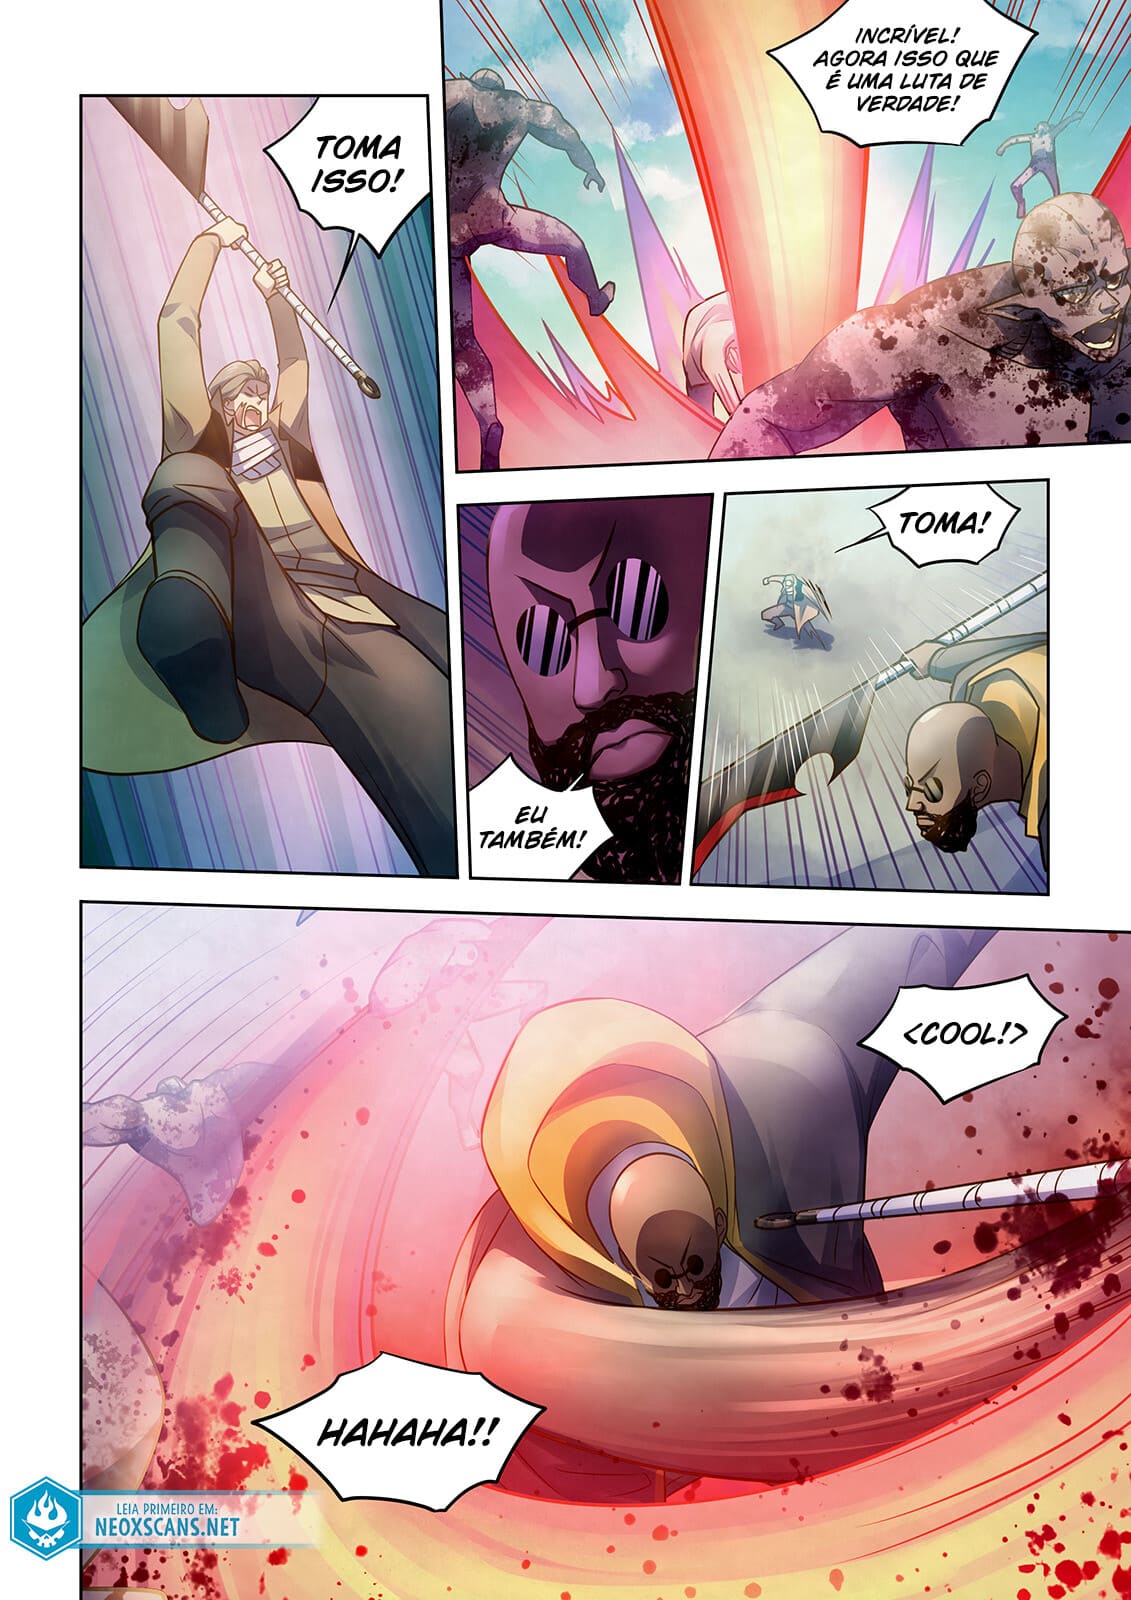 TOMA
ISSO!
INCRÍVEL!
AGORA ISSO QUE
É UMA LUTA DE
VERDADE!
EU
TAMBÉM!
TOMA!
<COOL!>
HAHAHA!!
LEIA PRIMEIRO EM:
NEOXSCANS.NET